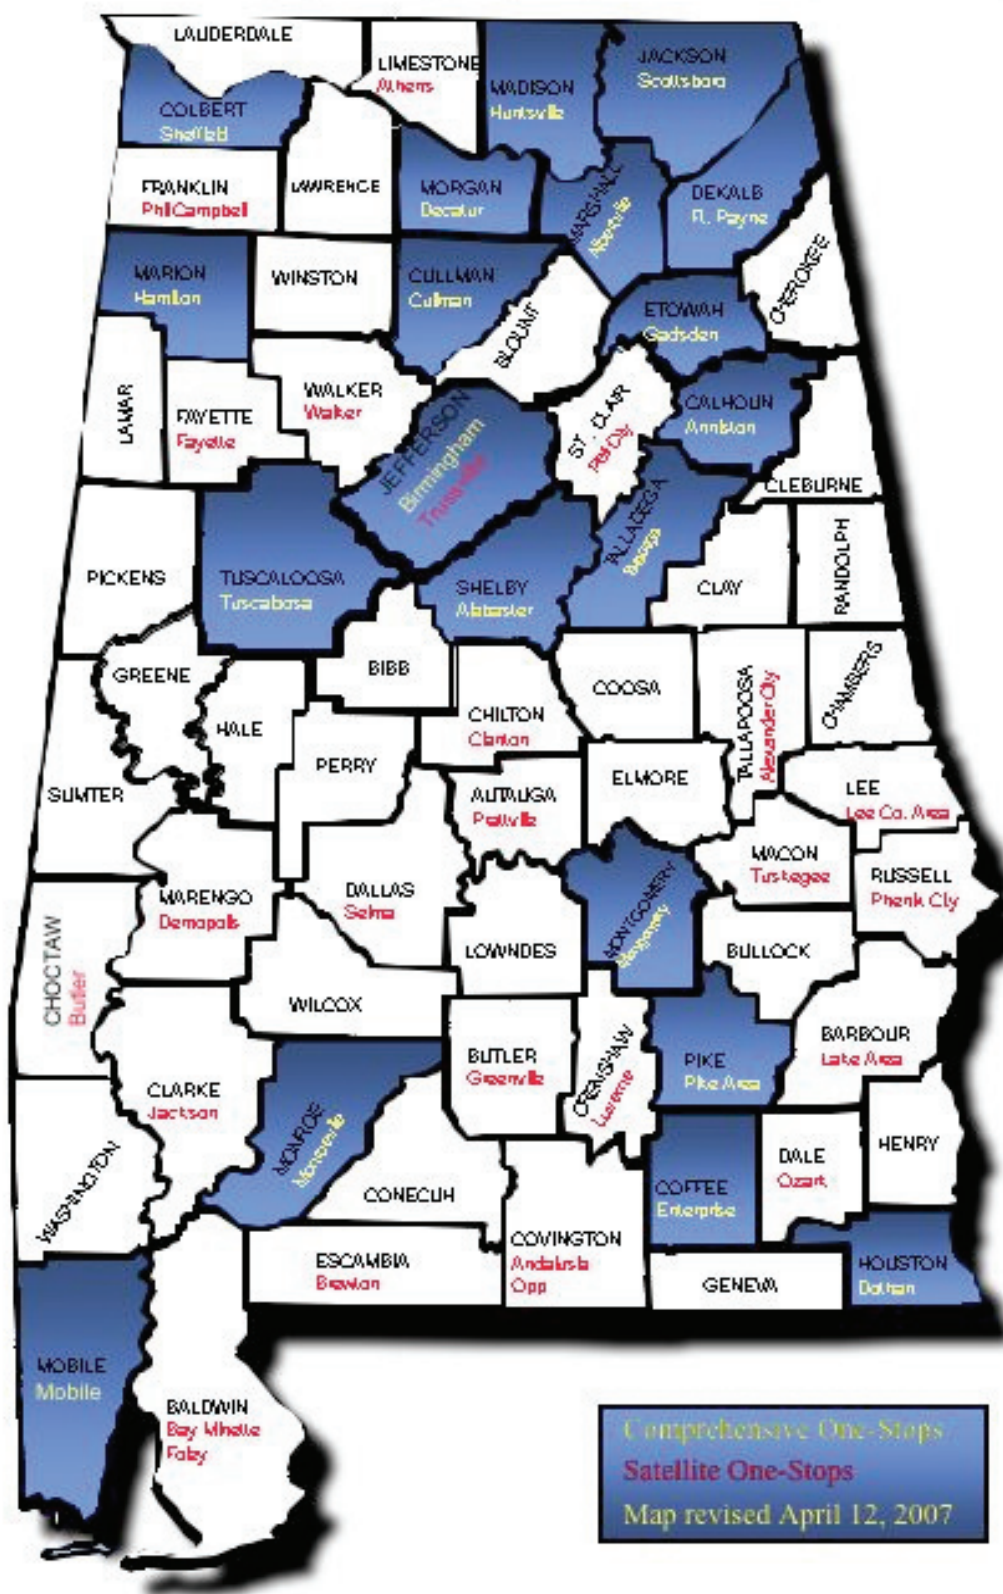 LAUDERDALE
LIMESTONE
Athens
MADISON
Huntsville
JACKSON
Scottsboro
COLBERT
Sheffield
FRANKLIN
Phil Campbell
LAWRENCE
MORGAN
Decatur
MARSHALL
Albertville
DEKALB
Ft. Payne
MARION
Hamilton
WINSTON
CULLMAN
Cullman
BLOUNT
ETOWAH
Gadsden
CHEROKEE
LAMAR
FAYETTE
Fayette
WALKER
Walker
JEFFERSON
Birmingham
Trussville
ST. CLAIR
Pell City
CALHOUN
Anniston
CLEBURNE
PICKENS
TUSCALOOSA
Tuscaloosa
SHELBY
Alabaster
TALLADEGA
CLAY
RANDOLPH
GREENE
HALE
BIBB
CHILTON
Clanton
COOSA
TALLAPOOSA
Alexander City
CHAMBERS
SUMTER
PERRY
AUTAUGA
Prattville
ELMORE
LEE
Lee Co. Area
MARENGO
Demopolis
DALLAS
Selma
MACON
Tuskegee
RUSSELL
Phenix City
CHOCTAW
Butler
LOWNDES
MONTGOMERY
Montgomery
BULLOCK
WILCOX
CLARKE
Jackson
BUTLER
Greenville
CRENSHAW
Luverne
PIKE
Pike Area
BARBOUR
Lake Area
WASHINGTON
MONROE
Monroeville
CONECUH
COFFEE
Enterprise
DALE
Ozark
HENRY
ESCAMBIA
Brewton
COVINGTON
Andalusia
Opp
GENEVA
HOUSTON
Dothan
MOBILE
Mobile
BALDWIN
Bay Minette
Foley
Comprehensive One-Stops
Satellite One-Stops
Map revised April 12, 2007